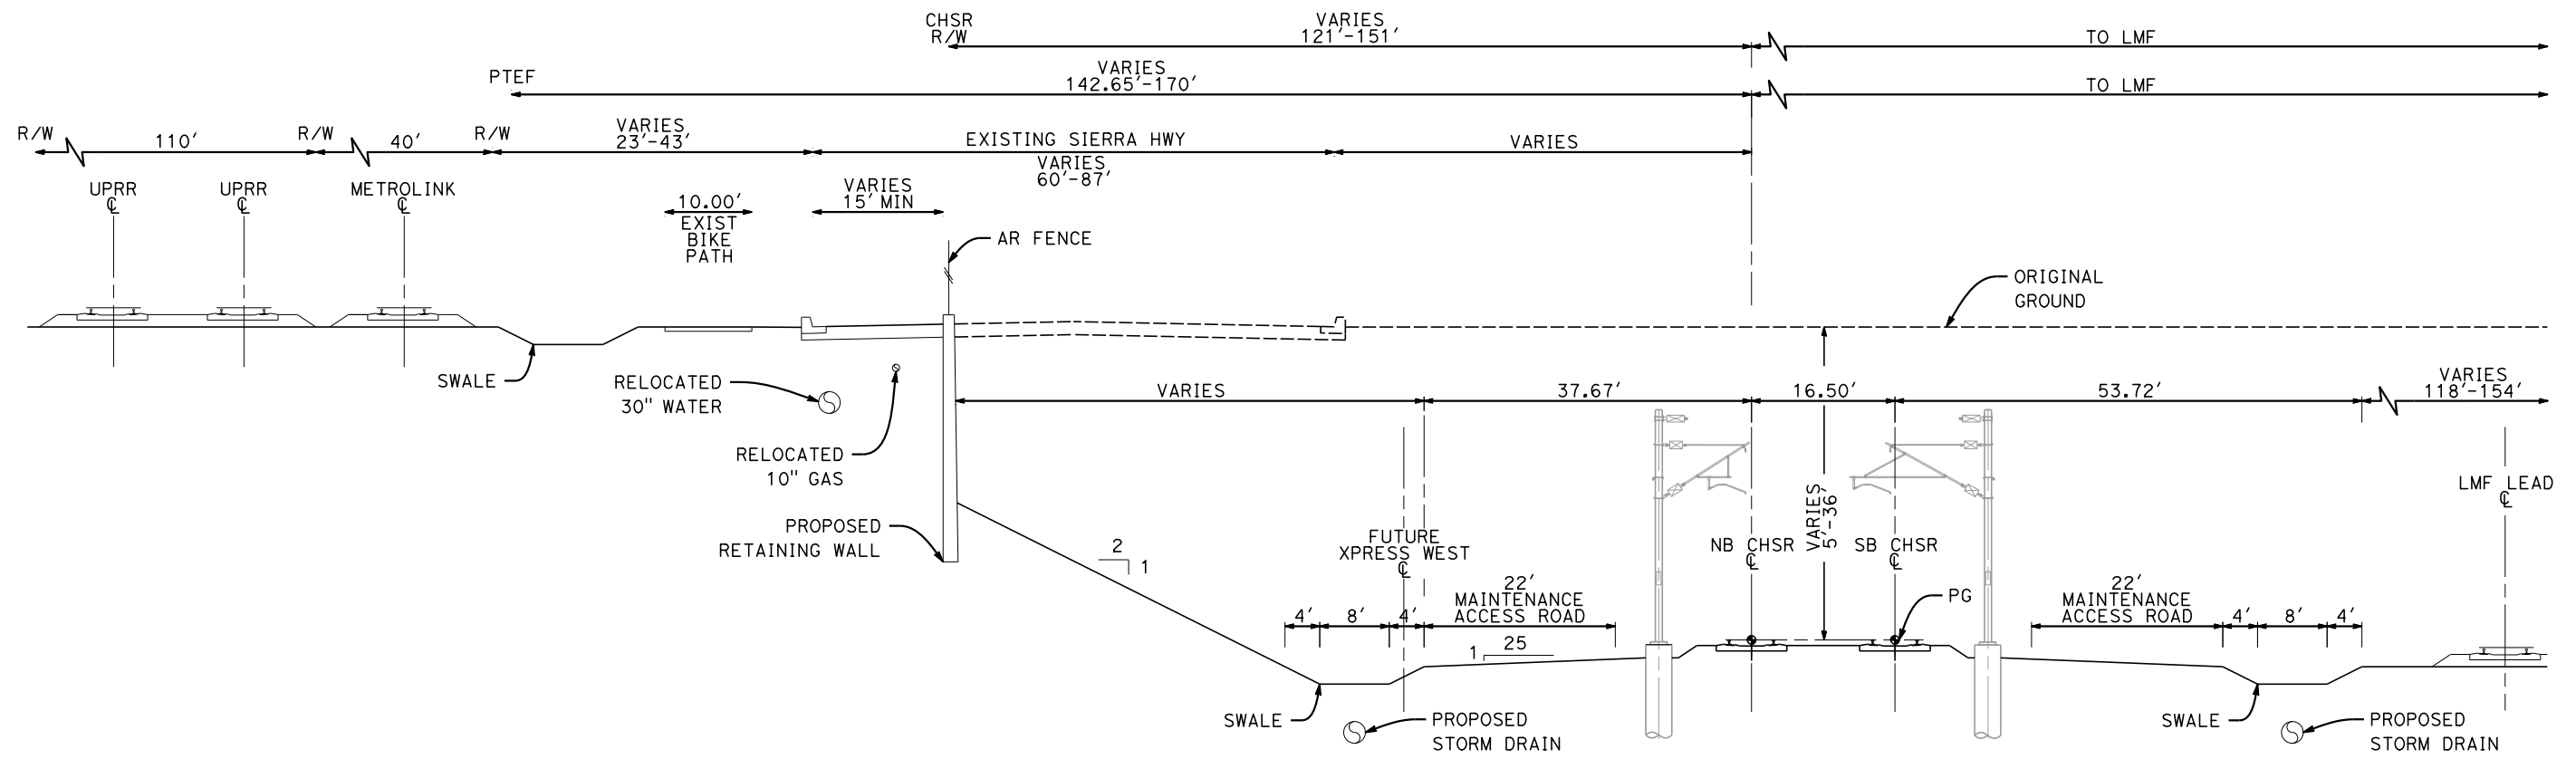 CHSR
R/W
VARIES
121'-151'
TO LMF
PTEF
VARIES
142.65'-170'
TO LMF
R/W
110'
R/W
40'
R/W
VARIES
23'-43'
EXISTING SIERRA HWY
VARIES
60'-87'
VARIES
UPRR
℄
UPRR
℄
METROLINK
℄
10.00'
EXIST
BIKE
PATH
VARIES
15' MIN
AR FENCE
ORIGINAL
GROUND
SWALE
RELOCATED
30" WATER
RELOCATED
10" GAS
PROPOSED
RETAINING WALL
VARIES
37.67'
16.50'
53.72'
VARIES
118'-154'
VARIES
5'-36'
LMF LEAD
℄
2
1
FUTURE
XPRESS WEST
℄
NB CHSR
℄
SB CHSR
℄
4'
8'
4'
22'
MAINTENANCE
ACCESS ROAD
1
25
PG
22'
MAINTENANCE
ACCESS ROAD
4'
8'
4'
SWALE
PROPOSED
STORM DRAIN
SWALE
PROPOSED
STORM DRAIN